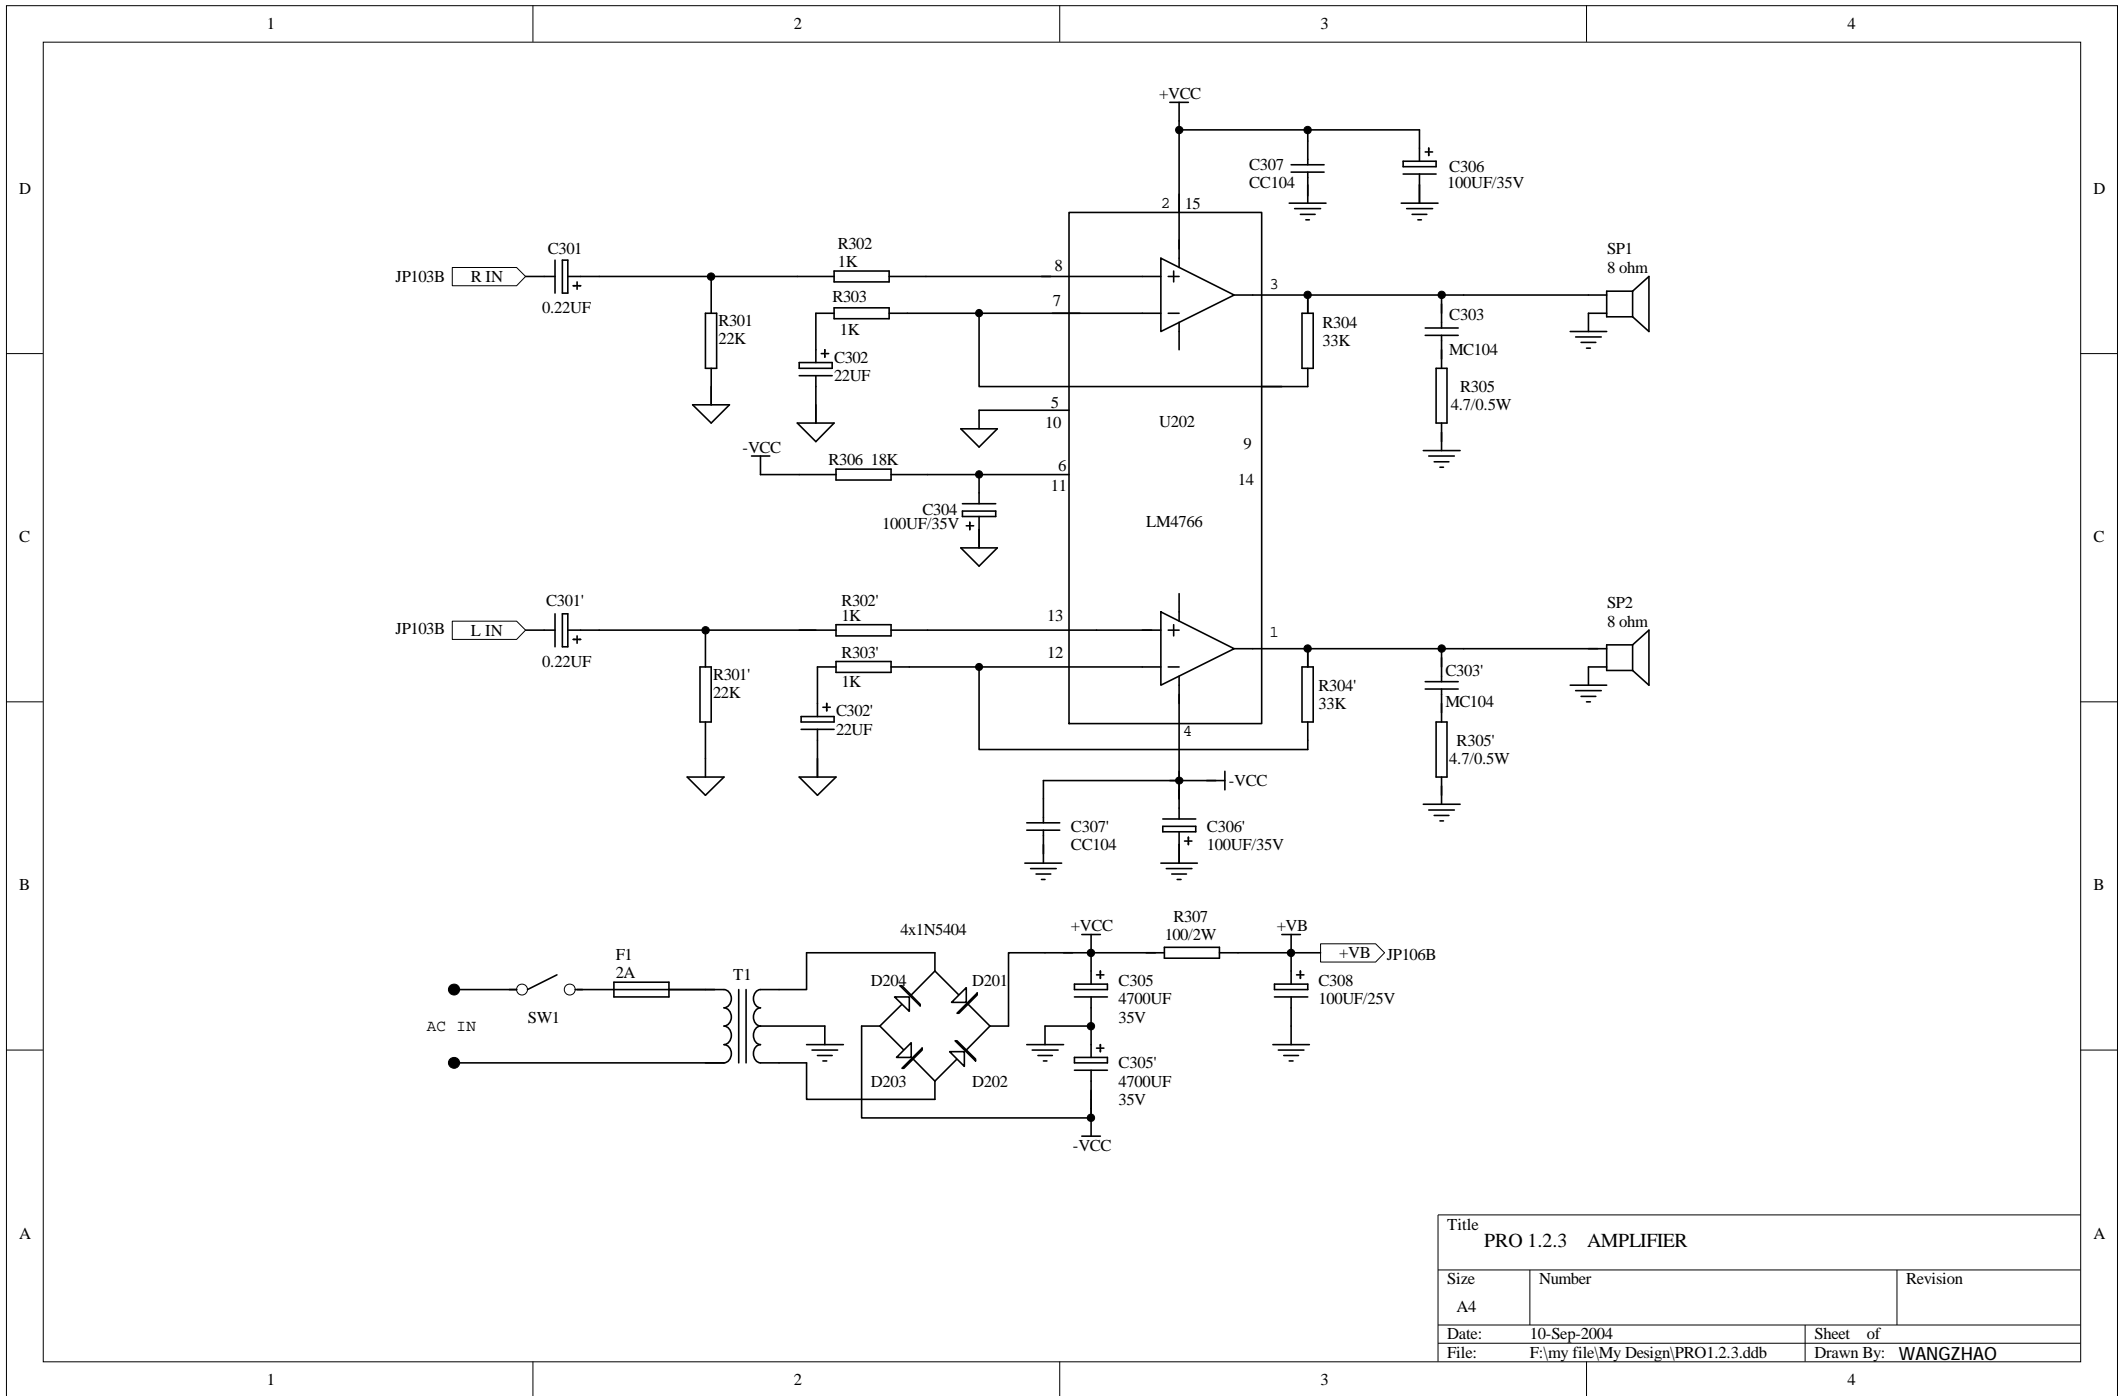 1 2 3 4
+VCC
C307
CC104
C306
100UF/35V
D D
2 15
C301
R302
1K
SP1
8 ohm
JP103B R IN
8
3
0.22UF
R303
1K
7
R301
22K
C302
22UF
R304
33K
C303
MC104
R305
4.7/0.5W
5
10
U202
-VCC
R306 18K
9
6
11
14
C304
100UF/35V
LM4766
C C
C301'
R302'
1K
SP2
8 ohm
JP103B L IN
13
1
0.22UF
R303'
1K
12
R301'
22K
C302'
22UF
R304'
33K
C303'
MC104
4
R305'
4.7/0.5W
-VCC
C307'
CC104
C306'
100UF/35V
B B
4x1N5404
+VCC
R307
100/2W
+VB
+VB JP106B
F1
2A
T1
D204 D201
C305
4700UF
35V
C308
100UF/25V
AC IN
SW1
D203 D202
C305'
4700UF
35V
-VCC
A A
Title
PRO 1.2.3 AMPLIFIER
Size Number Revision
A4
Date: 10-Sep-2004 Sheet of
File: F:\my file\My Design\PRO1.2.3.ddb Drawn By: WANGZHAO
1 2 3 4